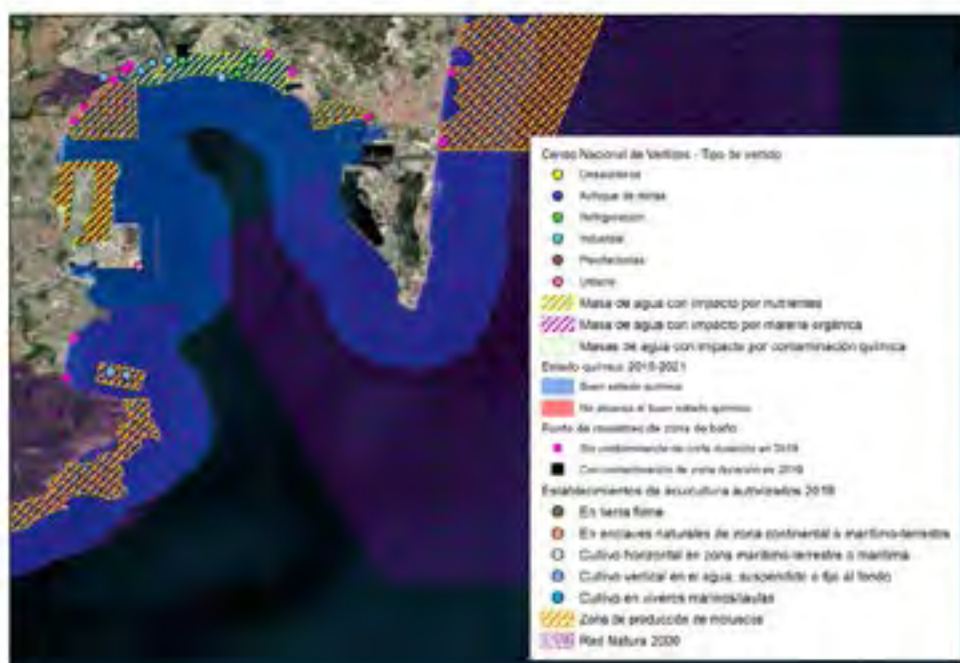 Censo Nacional de Vertidos - Tipo de vertido
Desaladoras
Achique de minas
Refrigeración
Industrial
Piscifactorías
Urbano
Masa de agua con impacto por nutrientes
Masa de agua con impacto por materia orgánica
Masas de agua con impacto por contaminación química
Estado químico 2015-2021
Buen estado químico
No alcanza el buen estado químico
Punto de muestreo de zona de baño
Sin contaminación de corta duración en 2019
Con contaminación de corta duración en 2019
Establecimientos de acuicultura autorizados 2019
En tierra firme
En enclaves naturales de zona continental o marítimo-terrestre
Cultivo horizontal en zona marítimo-terrestre o marítima
Cultivo vertical en el agua, suspendido o fijo al fondo
Cultivo en viveros marinos/jaulas
Zona de producción de moluscos
Red Natura 2000